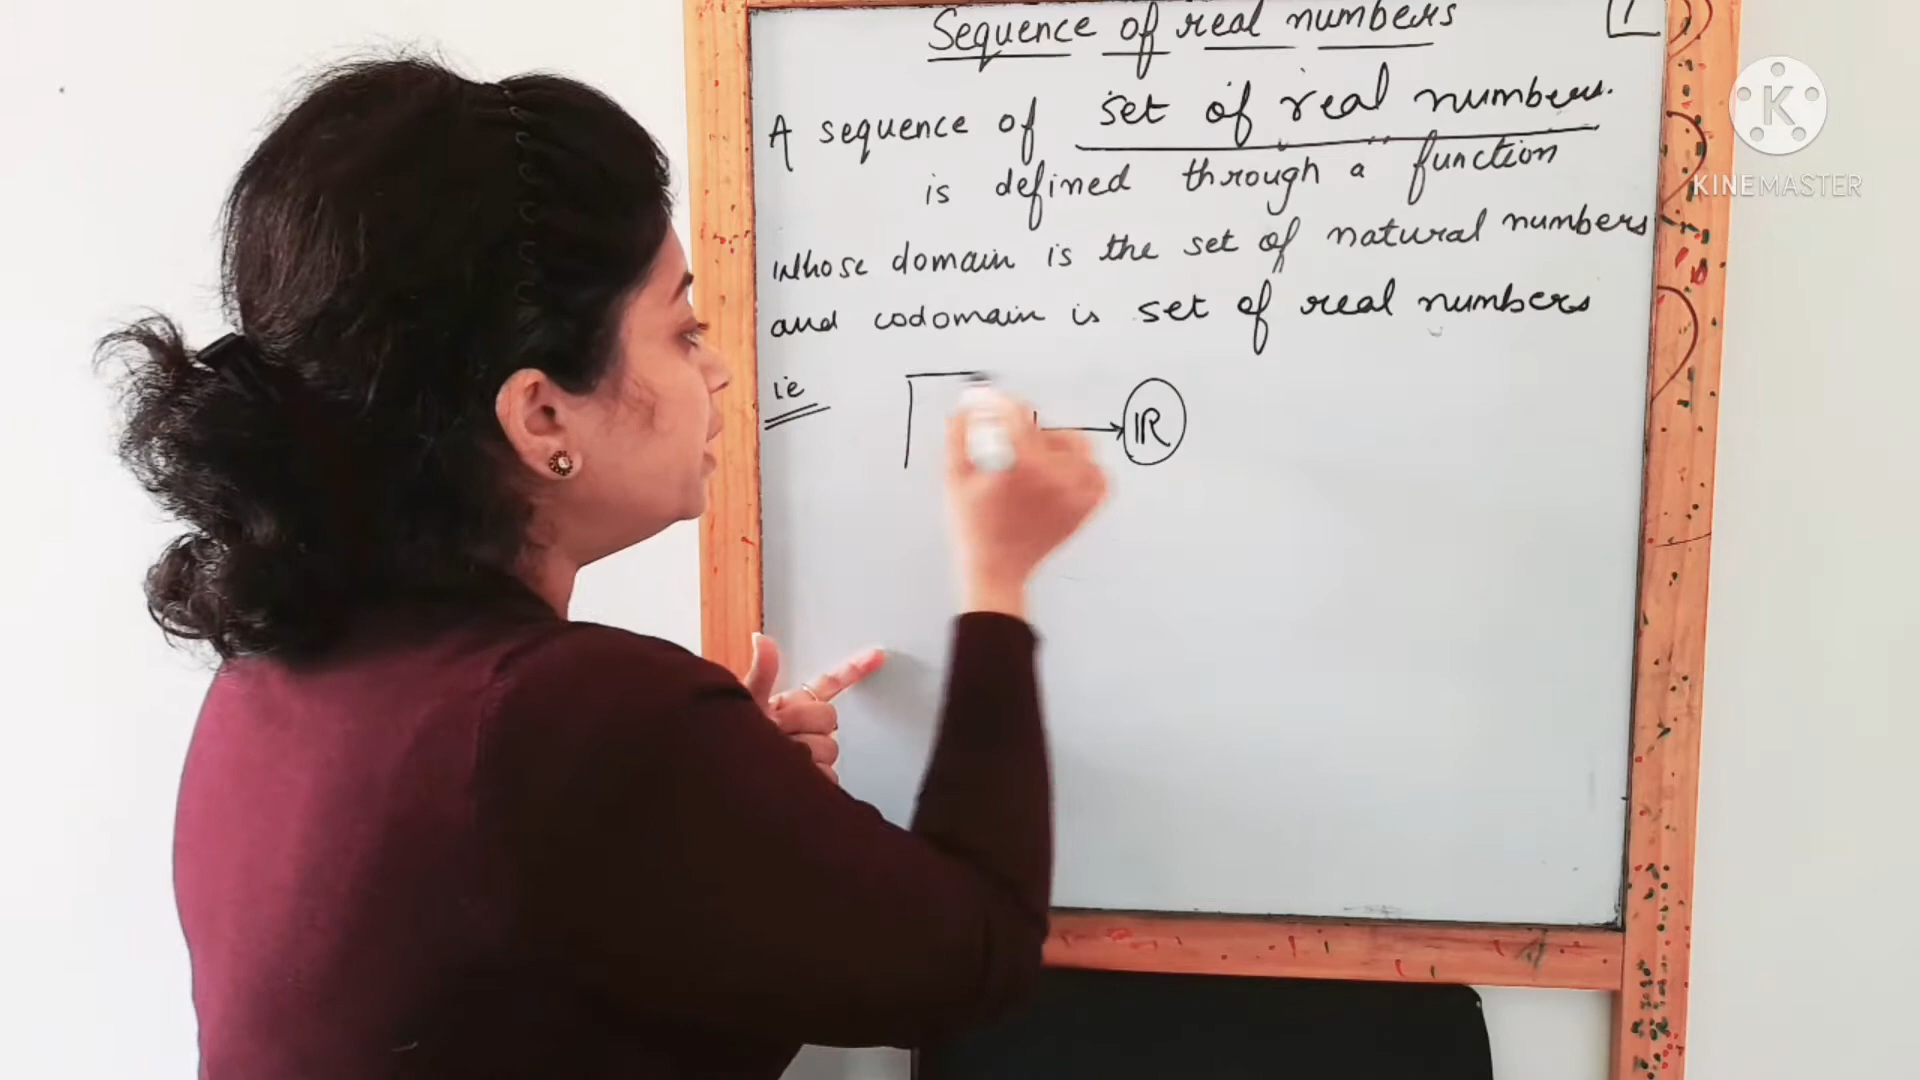 Sequence of real numbers
1
A sequence of set of real numbers.
is defined through a function
whose domain is the set of natural numbers
and codomain is set of real numbers
ie
ℝ
K
KINEMASTER